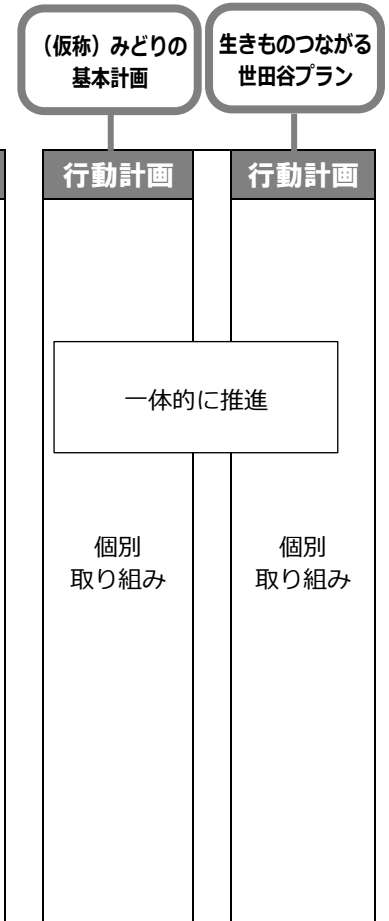 （仮称）みどりの
基本計画
生きものつながる
世田谷プラン
行動計画
行動計画
一体的に推進
個別
取り組み
個別
取り組み